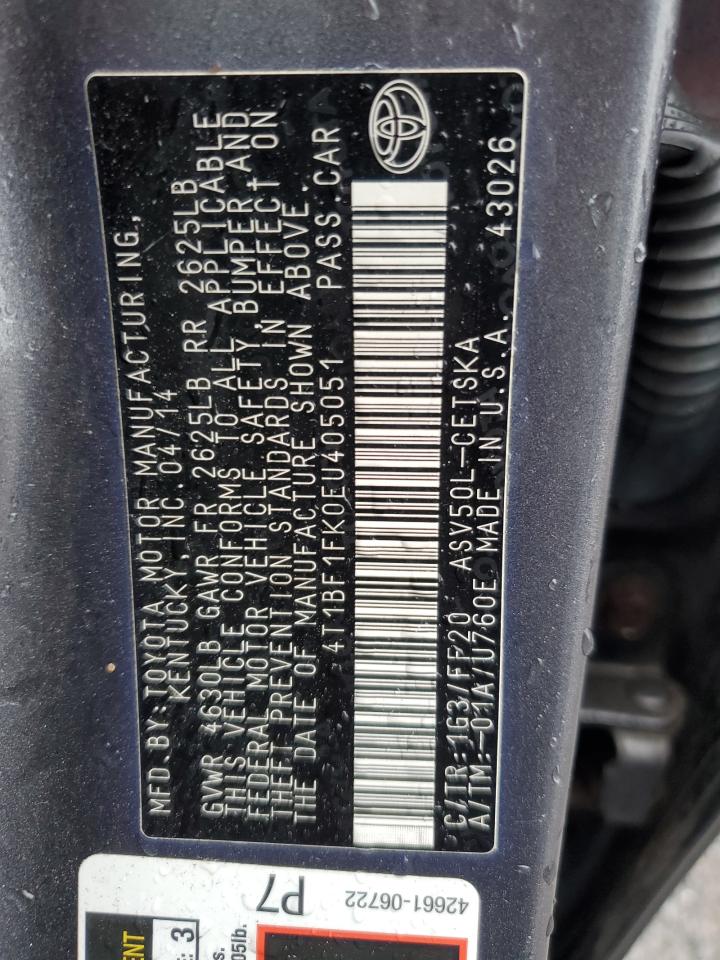 MFD. BY: TOYOTA MOTOR MANUFACTURING.,
KENTUCKY, INC. 04/14
GVWR 4630LB GAWR FR 2625LB RR 2625LB
THIS VEHICLE CONFORMS TO ALL APPLICABLE
FEDERAL MOTOR VEHICLE SAFETY, BUMPER AND
THEFT PREVENTION STANDARDS IN EFFECT ON
THE DATE OF MANUFACTURE SHOWN ABOVE.
4T1BF1FK0EU405051 PASS CAR
C/TR: 1G3/FF20 ASV50L-CETSKA
A/TM: -01A/U760E MADE IN U.S.A. 43026
P7
42661-06722
3
05lb.